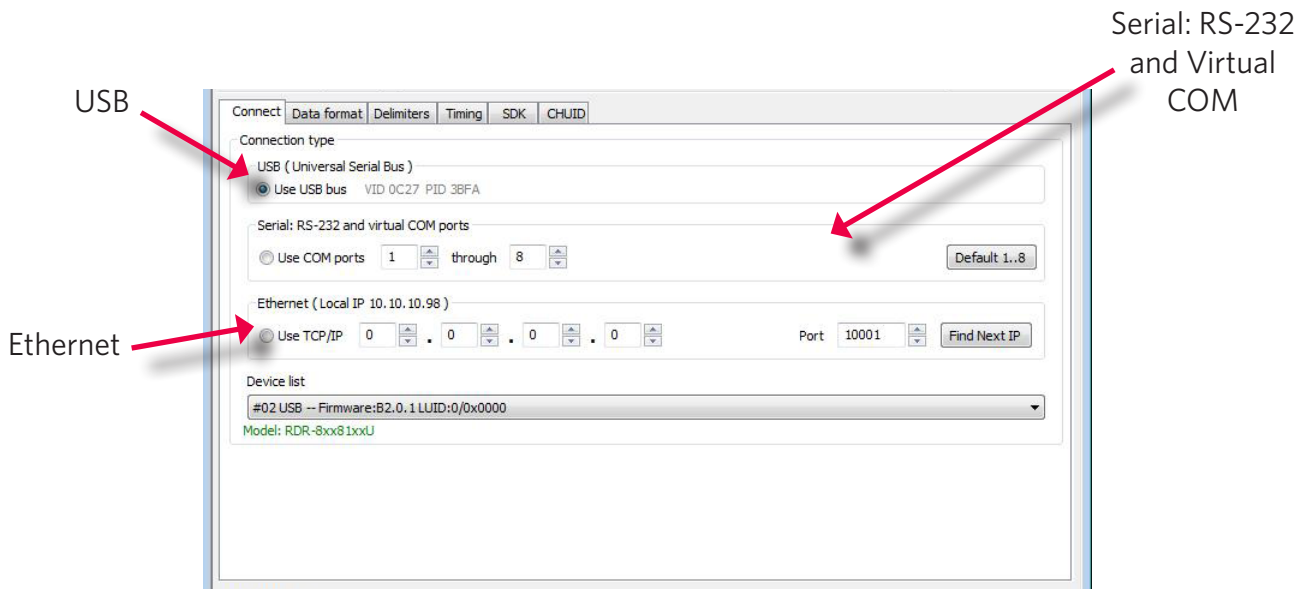 Serial: RS-232
and Virtual
COM
USB
Connect Data format Delimiters Timing SDK CHUID
Connection type
USB ( Universal Serial Bus )
Use USB bus VID 0C27 PID 3BFA
Serial: RS-232 and virtual COM ports
Use COM ports 1 through 8 Default 1..8
Ethernet ( Local IP 10.10.10.98 )
Ethernet
Use TCP/IP 0 . 0 . 0 . 0 Port 10001 Find Next IP
Device list
#02 USB -- Firmware:B2.0.1 LUID:0/0x0000
Model: RDR-8xx81xxU